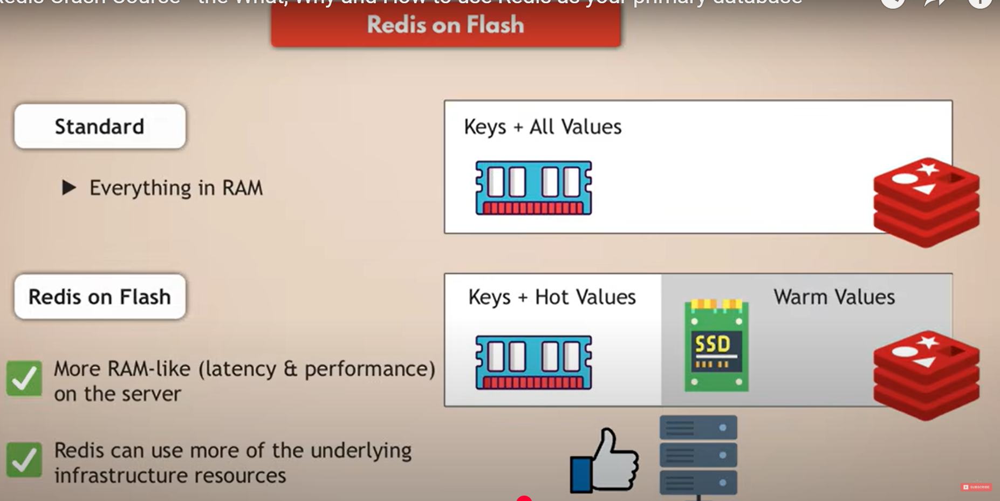 Redis Crash Course - the What, Why and How to use Redis as your primary database
Redis on Flash
Standard
Everything in RAM
Keys + All Values
Redis on Flash
More RAM-like (latency & performance)
on the server
Redis can use more of the underlying
infrastructure resources
Keys + Hot Values
SSD
Warm Values
SUBSCRIBE